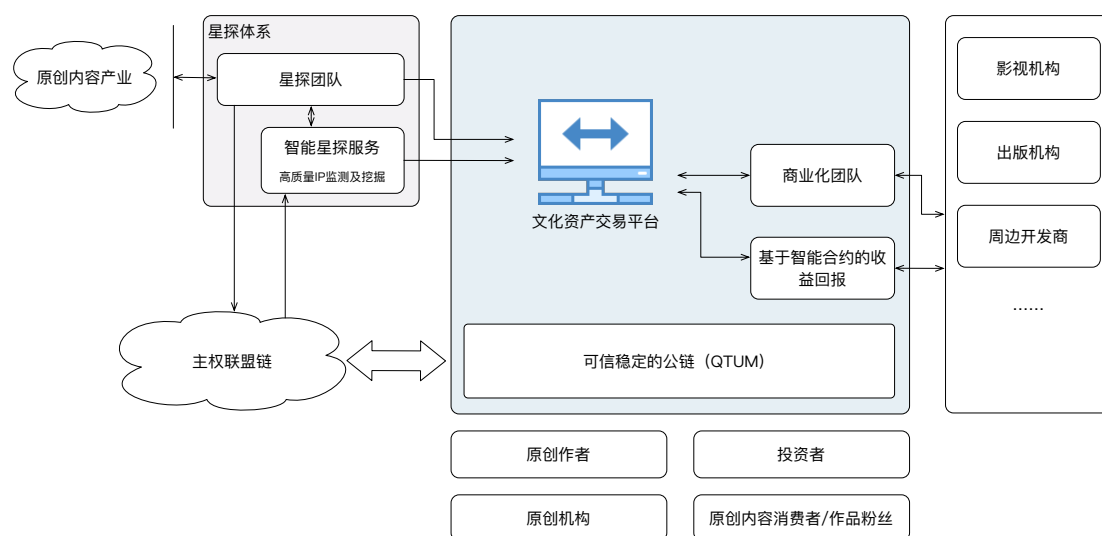 星探体系
原创内容产业
星探团队
智能星探服务
高质量IP监测及挖掘
主权联盟链
文化资产交易平台
商业化团队
基于智能合约的收
益回报
可信稳定的公链（QTUM）
影视机构
出版机构
周边开发商
……
原创作者
投资者
原创机构
原创内容消费者/作品粉丝